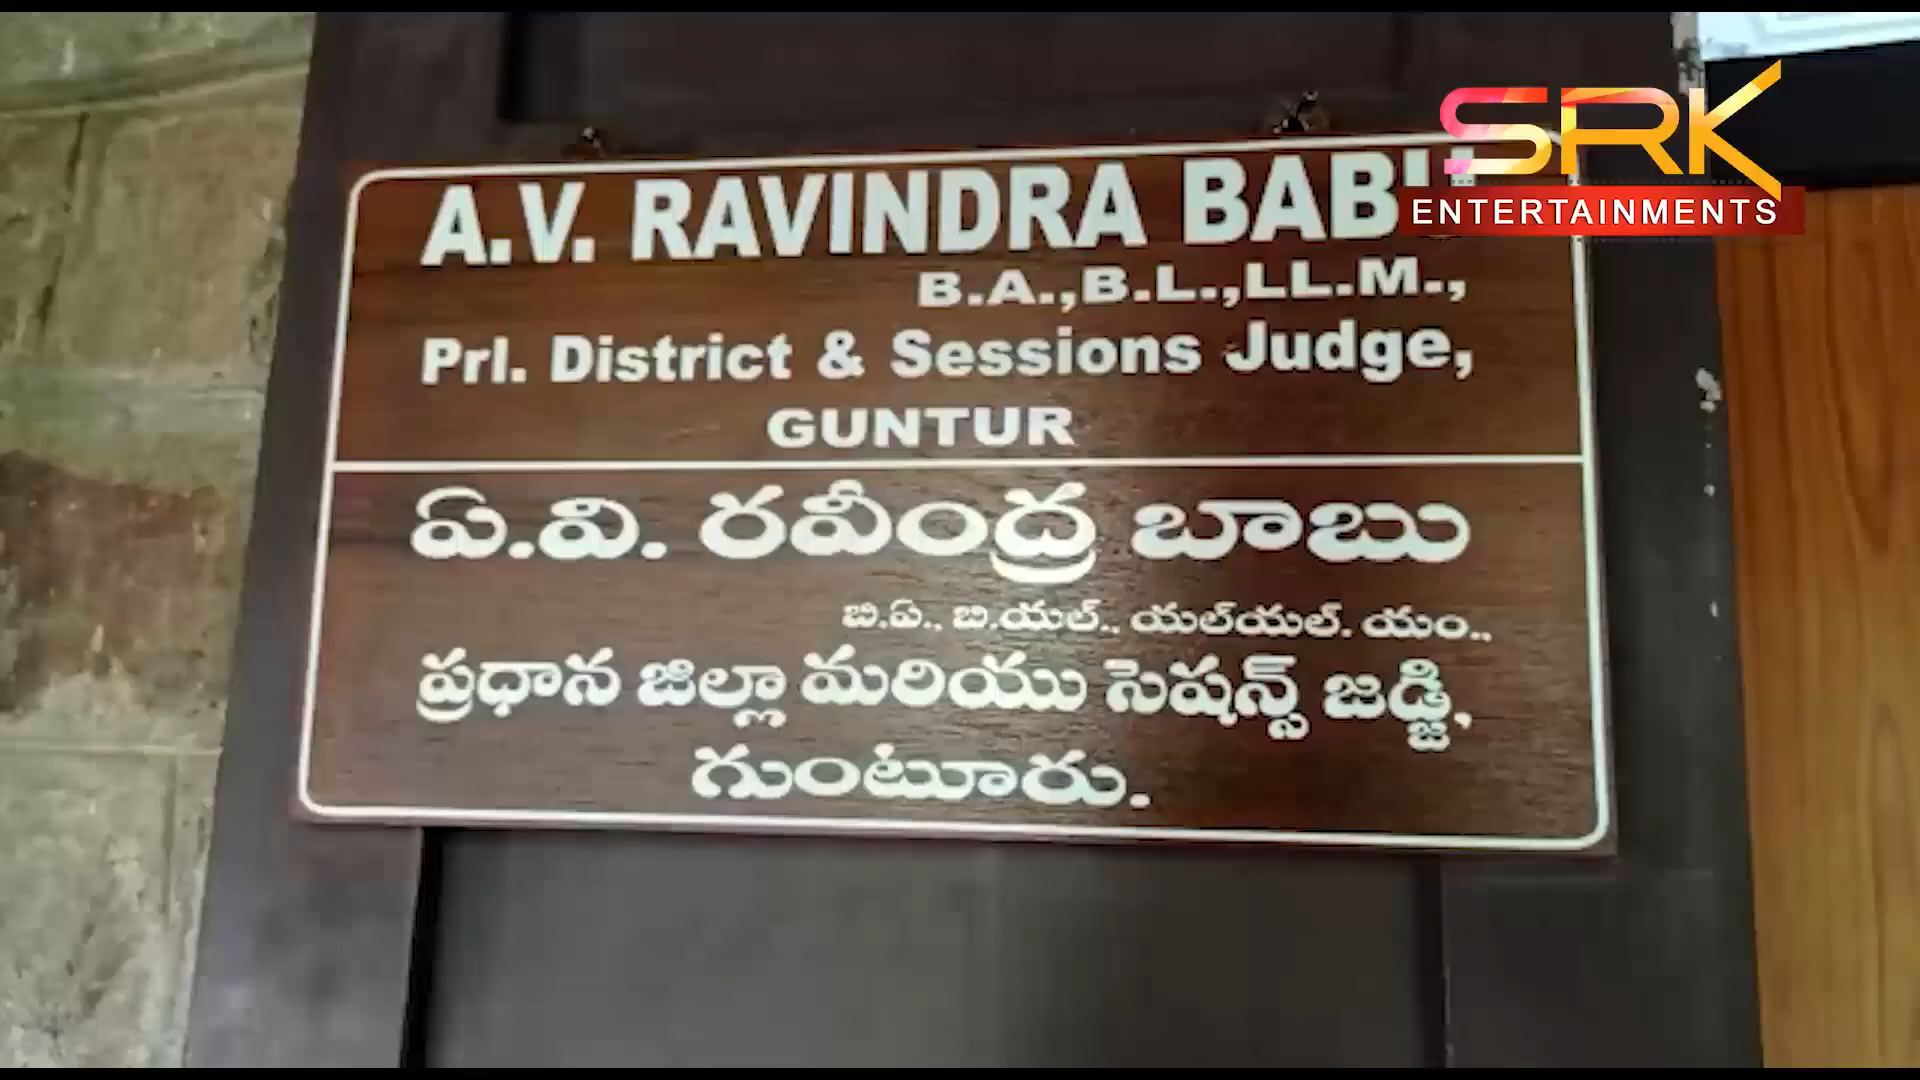 A.V. RAVINDRA BABU
B.A.,B.L.,LL.M.,
Prl. District & Sessions Judge,
GUNTUR
ఏ.వి. రవీంద్ర బాబు
బి.ఏ., బి.యల్., యల్‌యల్. యం.,
ప్రధాన జిల్లా మరియు సెషన్స్ జడ్జి,
గుంటూరు.
SRK
ENTERTAINMENTS